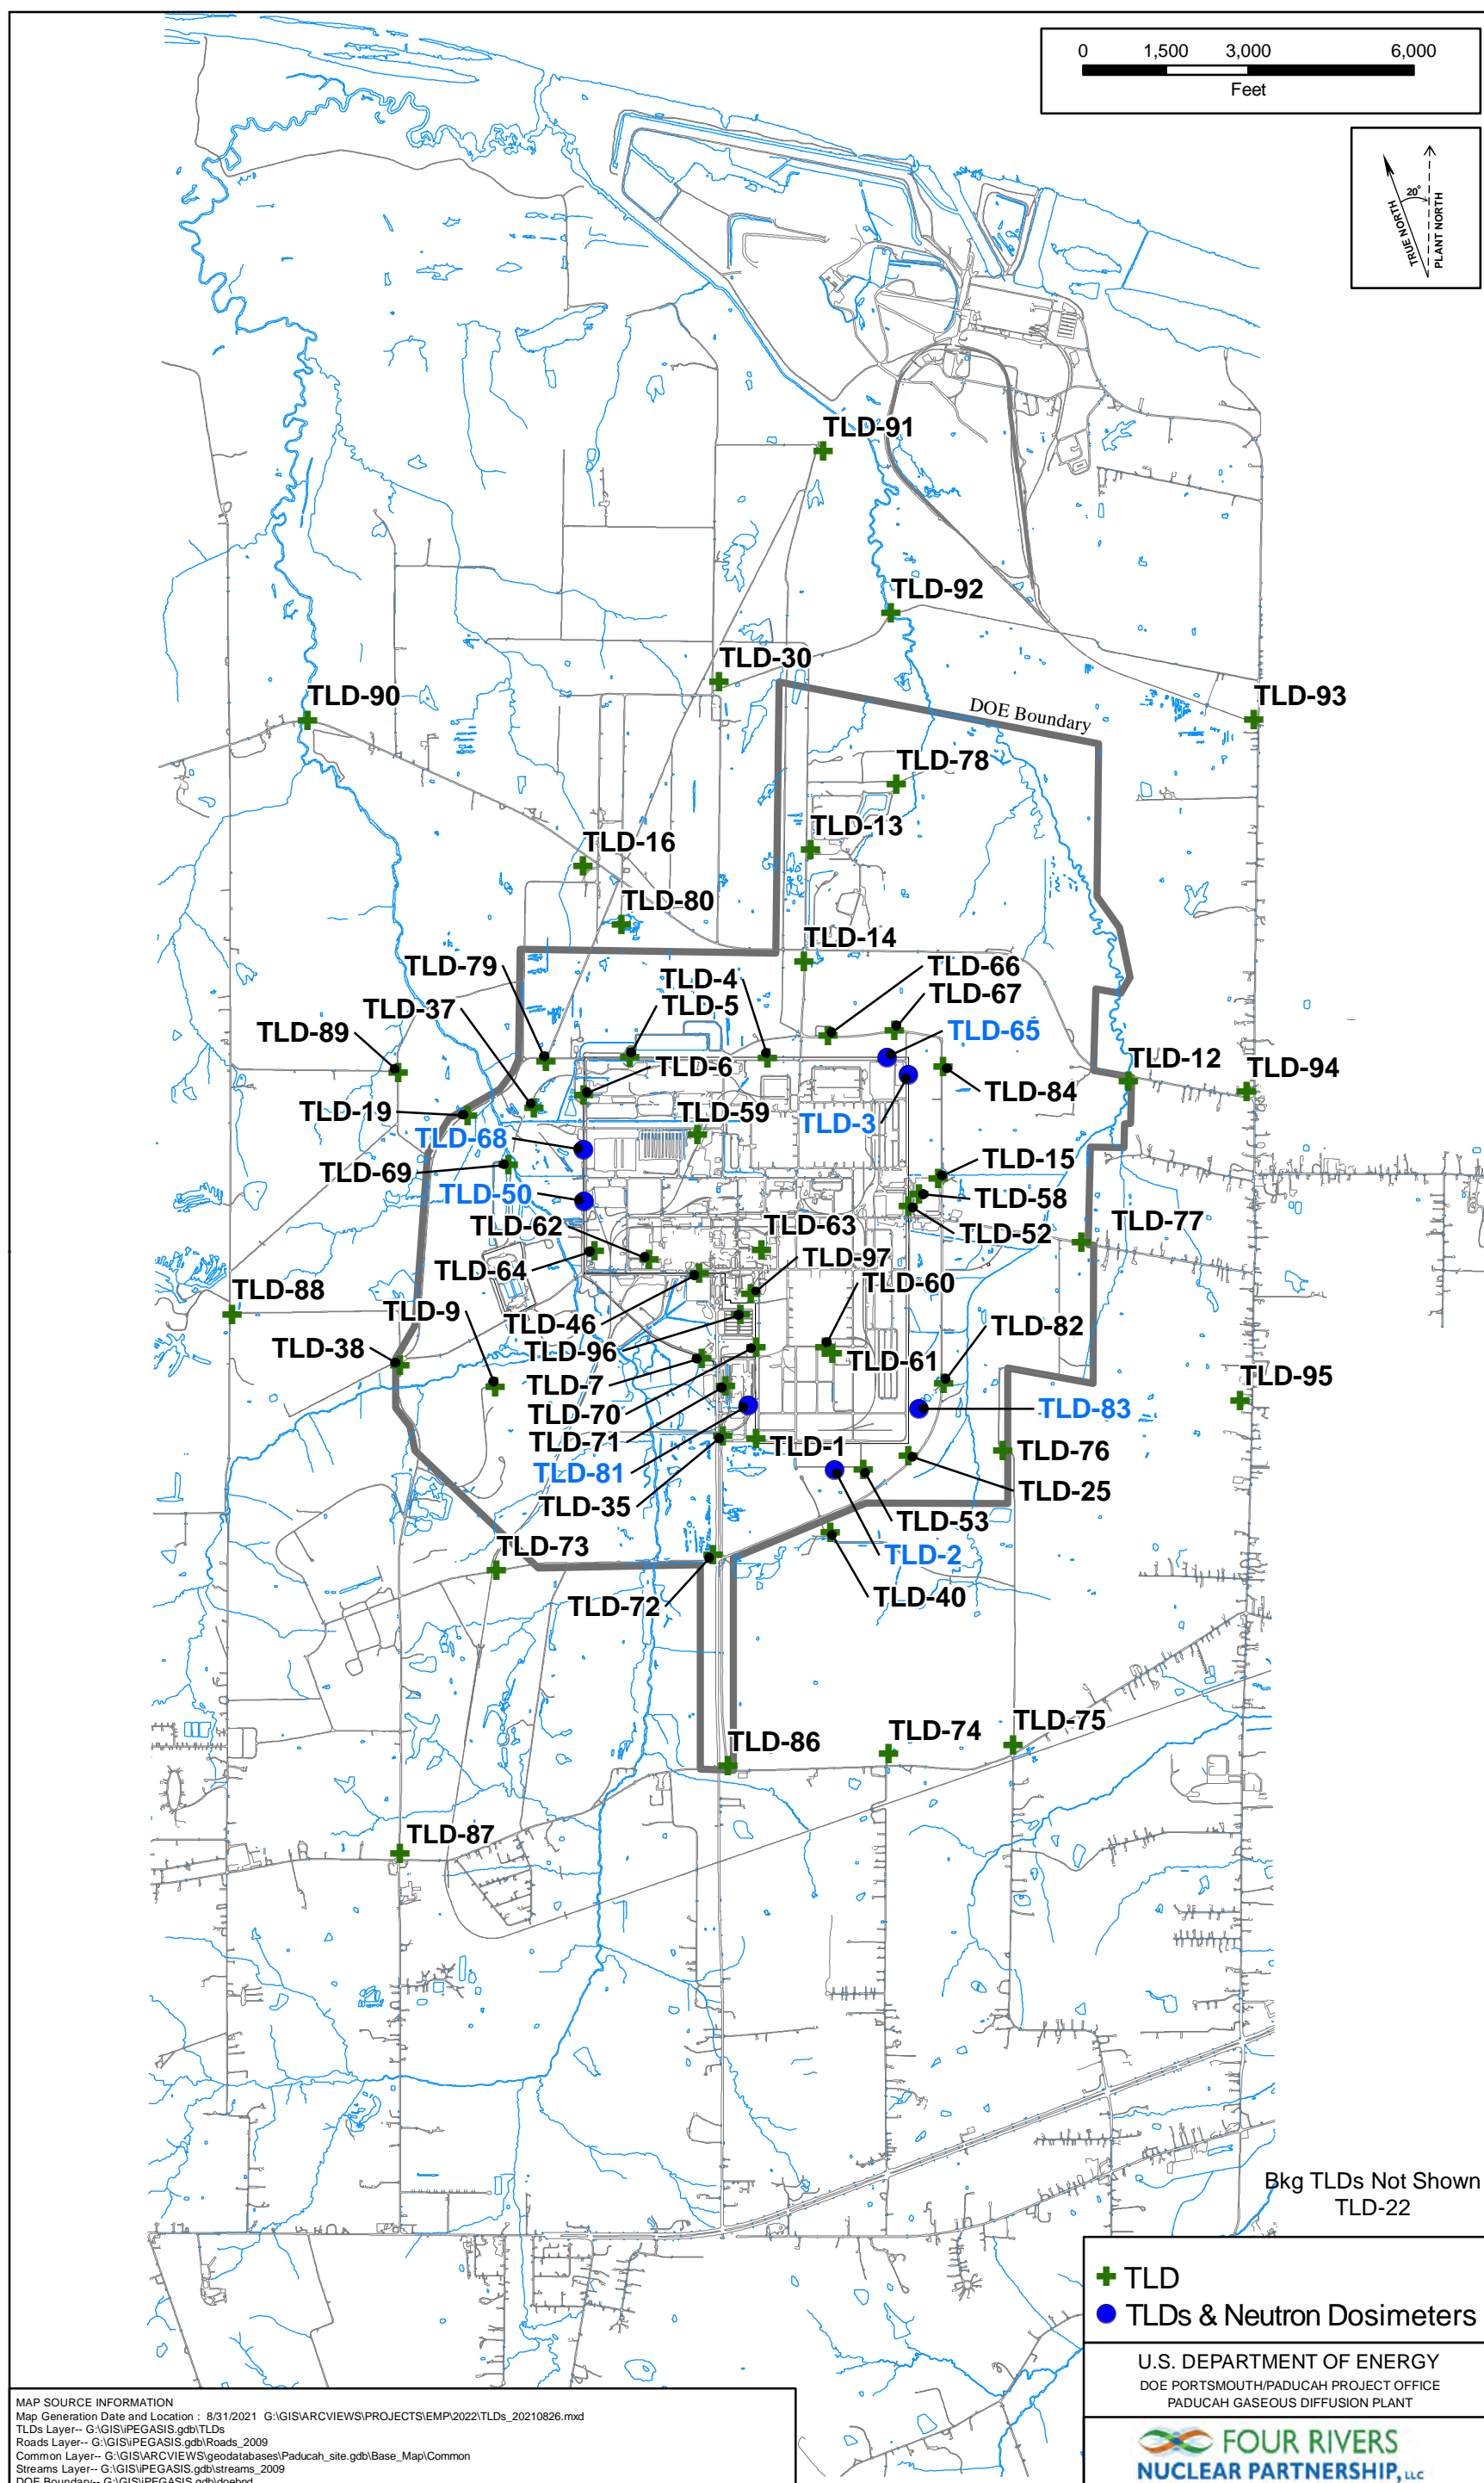 0 1,500 3,000 6,000
Feet
TRUE NORTH
20°
PLANT NORTH
TLD-91
TLD-92
TLD-30
TLD-90
TLD-93
DOE Boundary
TLD-78
TLD-13
TLD-16
TLD-80
TLD-14
TLD-79
TLD-4
TLD-66
TLD-5
TLD-67
TLD-37
TLD-89
TLD-65
TLD-6
TLD-12
TLD-94
TLD-84
TLD-19
TLD-59
TLD-3
TLD-68
TLD-15
TLD-69
TLD-50
TLD-58
TLD-62
TLD-63
TLD-52
TLD-77
TLD-64
TLD-97
TLD-60
TLD-88
TLD-9
TLD-46
TLD-82
TLD-38
TLD-96
TLD-61
TLD-95
TLD-7
TLD-70
TLD-83
TLD-71
TLD-1
TLD-76
TLD-81
TLD-25
TLD-35
TLD-53
TLD-73
TLD-2
TLD-72
TLD-40
TLD-75
TLD-86
TLD-74
TLD-87
Bkg TLDs Not Shown
TLD-22
TLD
TLDs & Neutron Dosimeters
U.S. DEPARTMENT OF ENERGY
DOE PORTSMOUTH/PADUCAH PROJECT OFFICE
PADUCAH GASEOUS DIFFUSION PLANT
FOUR RIVERS
NUCLEAR PARTNERSHIP, LLC
MAP SOURCE INFORMATION
Map Generation Date and Location : 8/31/2021 G:\GIS\ARCVIEWS\PROJECTS\EMP\2022\TLDs_20210826.mxd
TLDs Layer-- G:\GIS\iPEGASIS.gdb\TLDs
Roads Layer-- G:\GIS\iPEGASIS.gdb\Roads_2009
Common Layer-- G:\GIS\ARCVIEWS\geodatabases\Paducah_site.gdb\Base_Map\Common
Streams Layer-- G:\GIS\iPEGASIS.gdb\streams_2009
DOE Boundary-- G:\GIS\iPEGASIS.gdb\doebnd